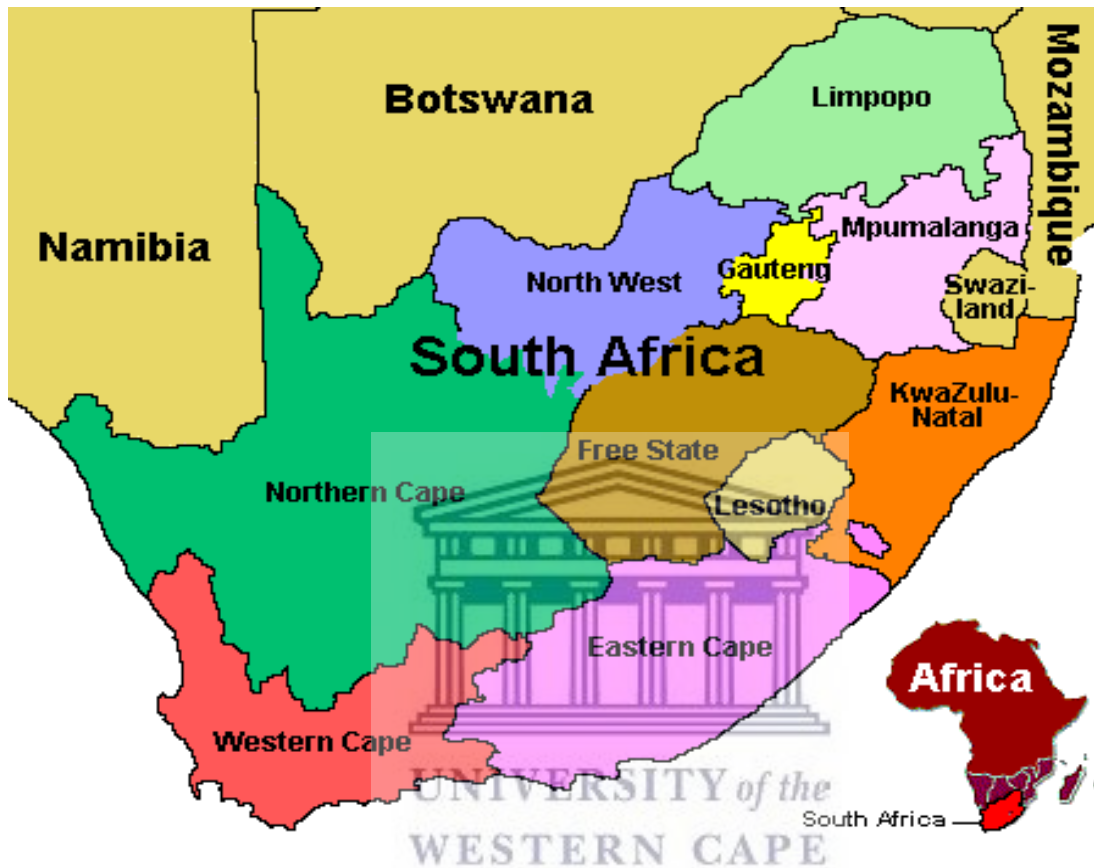 Mozambique
Limpopo
Botswana
Mpumalanga
Namibia
Gauteng
North West
Swazi-
land
South Africa
KwaZulu-
Natal
Free State
Northern Cape
Lesotho
Eastern Cape
Africa
Western Cape
UNIVERSITY of the
South Africa
WESTERN CAPE